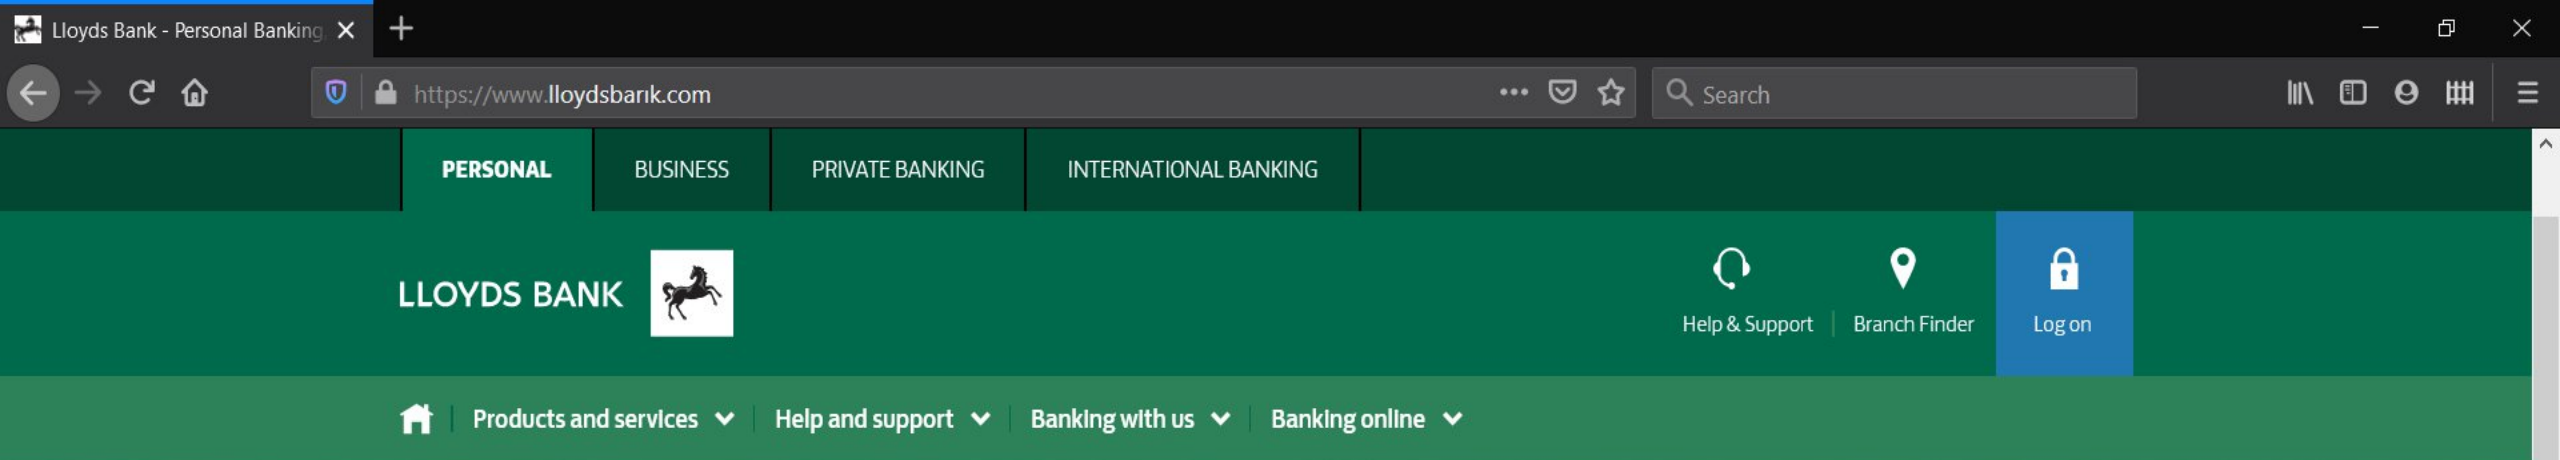 Lloyds Bank - Personal Banking,
https://www.lloydsbarık.com
Search
PERSONAL
BUSINESS
PRIVATE BANKING
INTERNATIONAL BANKING
LLOYDS BANK
Help & Support
Branch Finder
Log on
Products and services
Help and support
Banking with us
Banking online